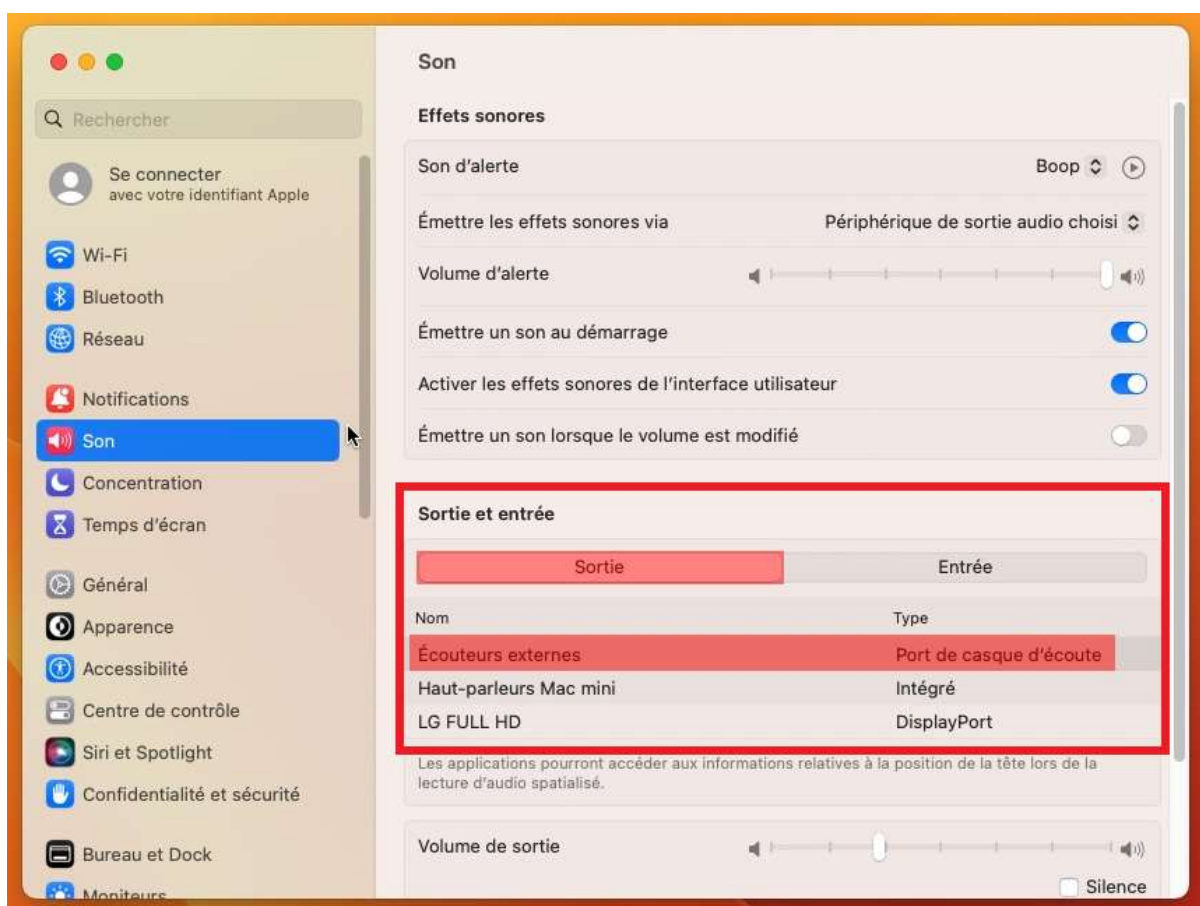 Rechercher
Se connecter
avec votre identifiant Apple
Wi-Fi
Bluetooth
Réseau
Notifications
Son
Concentration
Temps d'écran
Général
Apparence
Accessibilité
Centre de contrôle
Siri et Spotlight
Confidentialité et sécurité
Bureau et Dock
Moniteurs
Son
Effets sonores
Son d'alerte Boop
Émettre les effets sonores via Périphérique de sortie audio choisi
Volume d'alerte
Émettre un son au démarrage
Activer les effets sonores de l'interface utilisateur
Émettre un son lorsque le volume est modifié
Sortie et entrée
Sortie Entrée
Nom Type
Écouteurs externes Port de casque d'écoute
Haut-parleurs Mac mini Intégré
LG FULL HD DisplayPort
Les applications pourront accéder aux informations relatives à la position de la tête lors de la
lecture d'audio spatialisé.
Volume de sortie
Silence